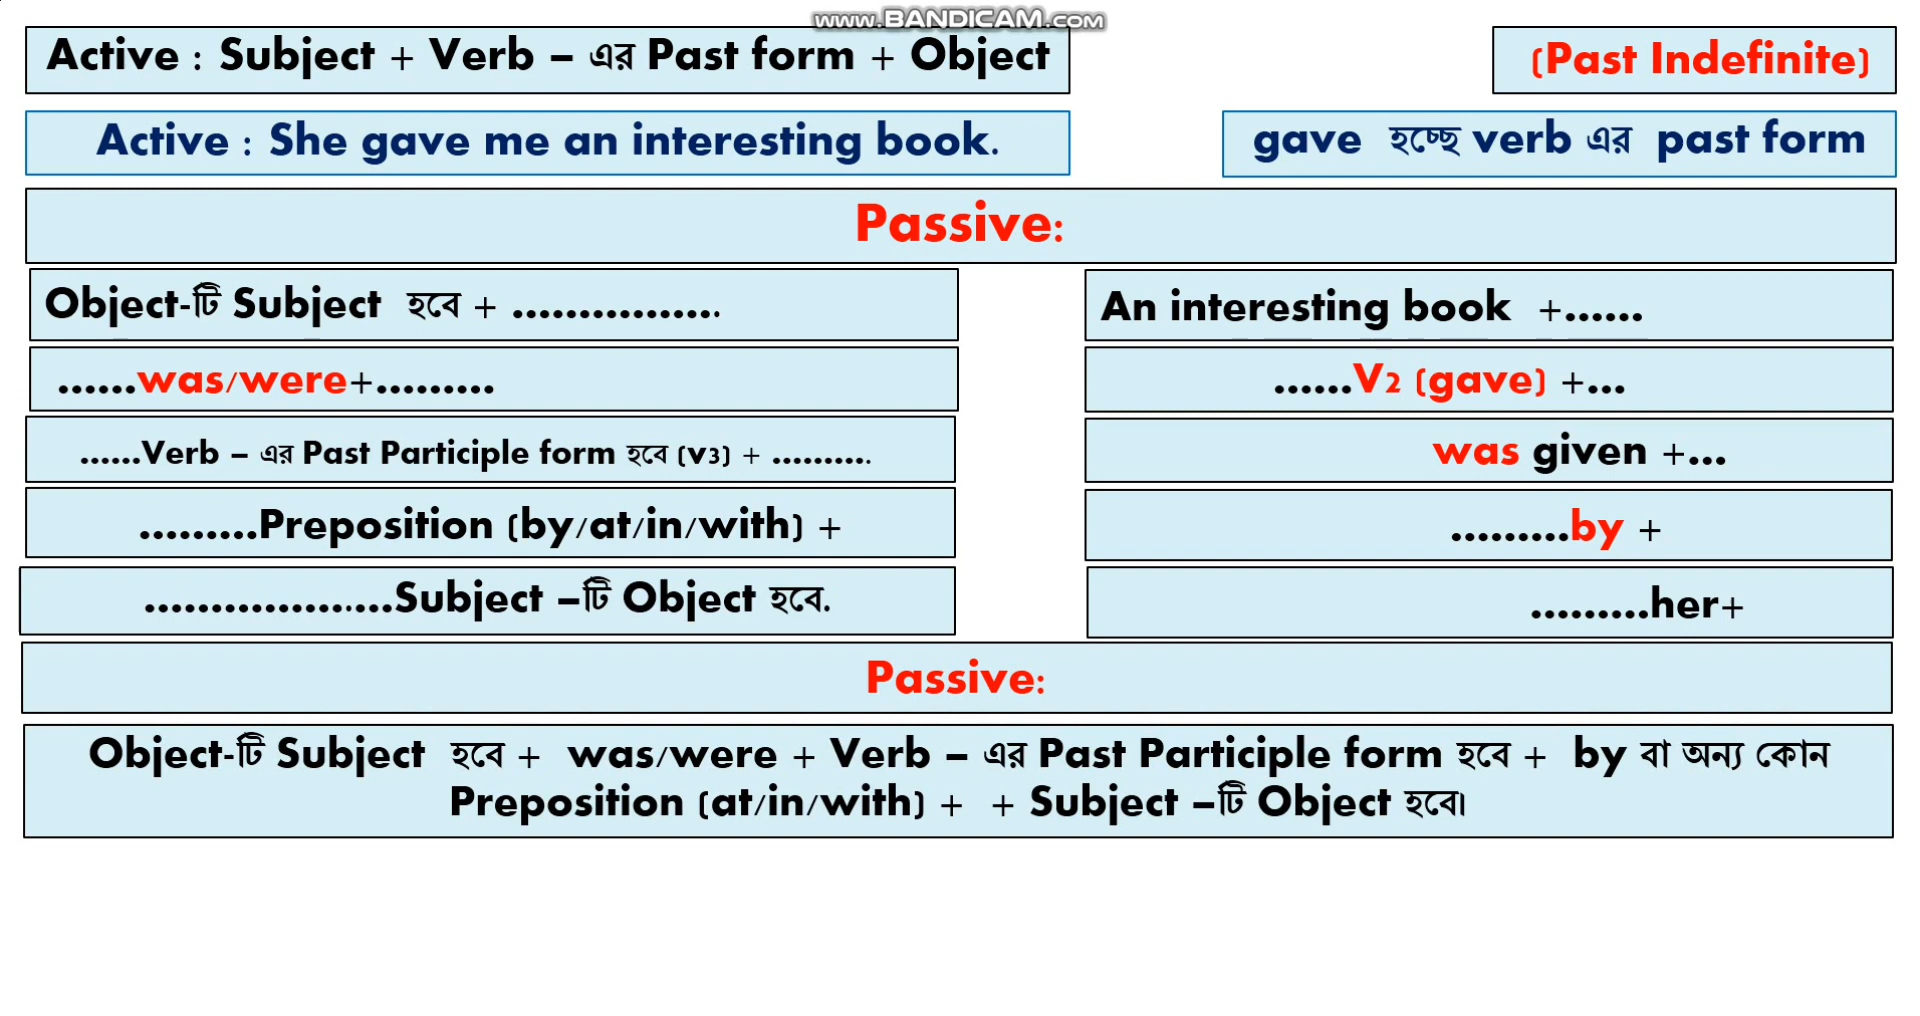 www.BANDICAM.com
Active : Subject + Verb – এর Past form + Object
(Past Indefinite)
Active : She gave me an interesting book.
gave হচ্ছে verb এর past form
Passive:
Object-টি Subject হবে + ................
An interesting book +......
......was/were+.........
......V2 (gave) +...
......Verb – এর Past Participle form হবে (v3) + ..........
was given +...
.........Preposition (by/at/in/with) +
.........by +
...................Subject –টি Object হবে.
.........her+
Passive:
Object-টি Subject হবে + was/were + Verb – এর Past Participle form হবে + by বা অন্য কোন
Preposition (at/in/with) + + Subject –টি Object হবে।